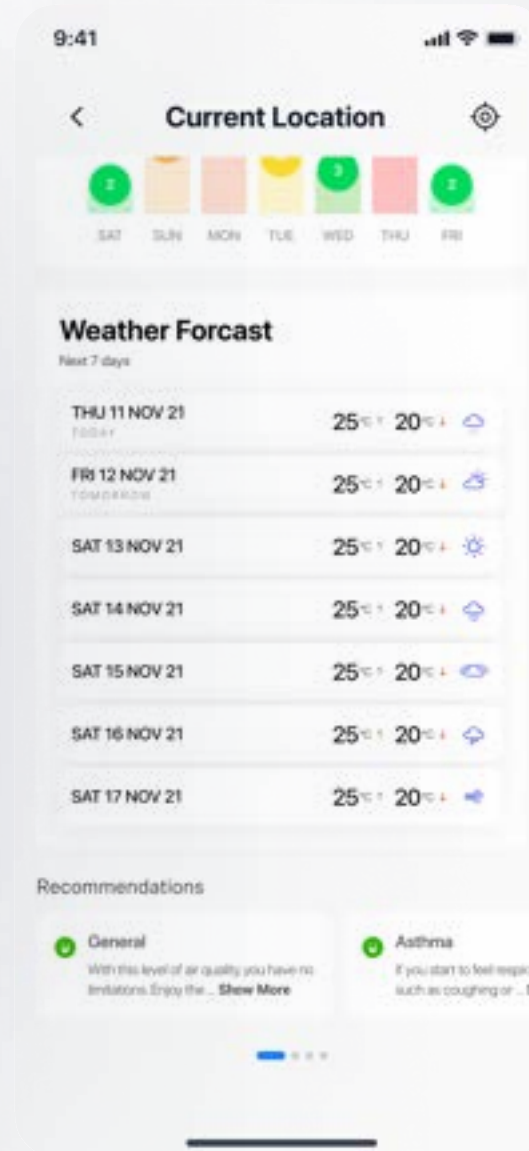 9:41
Current Location
2 3 2
SAT SUN MON TUE WED THU FRI
Weather Forcast
Next 7 days
THU 11 NOV 21 25°C↑ 20°C↓
TODAY
FRI 12 NOV 21 25°C↑ 20°C↓
TOMORROW
SAT 13 NOV 21 25°C↑ 20°C↓
SAT 14 NOV 21 25°C↑ 20°C↓
SAT 15 NOV 21 25°C↑ 20°C↓
SAT 16 NOV 21 25°C↑ 20°C↓
SAT 17 NOV 21 25°C↑ 20°C↓
Recommendations
General
With this level of air quality, you have no
limitations. Enjoy the ... Show More
Asthma
If you start to feel
such as coughing or ...